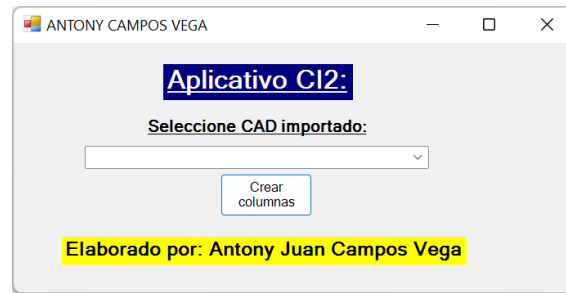 ANTONY CAMPOS VEGA
Aplicativo CI2:
Seleccione CAD importado:
Crear
columnas
Elaborado por: Antony Juan Campos Vega